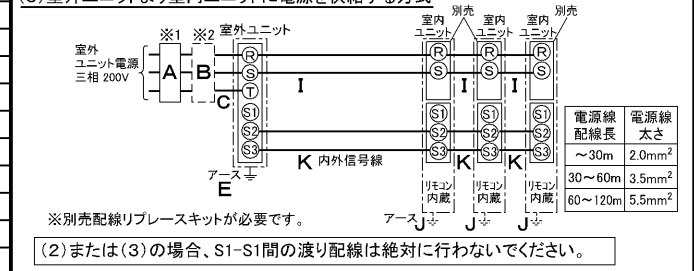 (3)室外ユニットより室内ユニットに電源を供給する方式
※1 ※2 室外ユニット
室外
ユニット電源
三相 200V
A B C
R
S
T
S1
S2
S3
I
K 内外信号線
アース
E
別売 別売
室内
ユニット
室内
ユニット
室内
ユニット
R R R
S S S
I I
S1 S1 S1
S2 S2 S2
S3 S3 S3
K K
リモコン
内蔵
リモコン
内蔵
リモコン
内蔵
アース J J J
電源線
配線長
電源線
太さ
~30m 2.0mm²
30~60m 3.5mm²
60~120m 5.5mm²
※別売配線リプレースキットが必要です。
(2)または(3)の場合、S1-S1間の渡り配線は絶対に行わないでください。